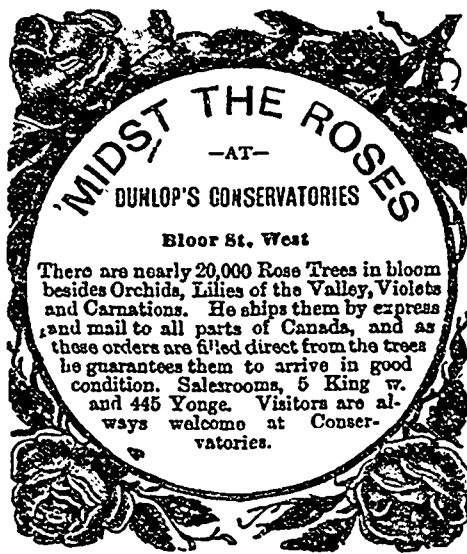 'MIDST THE ROSES
—AT—
DUNLOP'S CONSERVATORIES
Bloor St. West
There are nearly 20,000 Rose Trees in bloom
besides Orchids, Lilies of the Valley, Violets
and Carnations. He ships them by express
and mail to all parts of Canada, and as
these orders are filled direct from the trees
he guarantees them to arrive in good
condition. Salesrooms, 5 King w.
and 445 Yonge. Visitors are al-
ways welcome at Conser-
vatories.